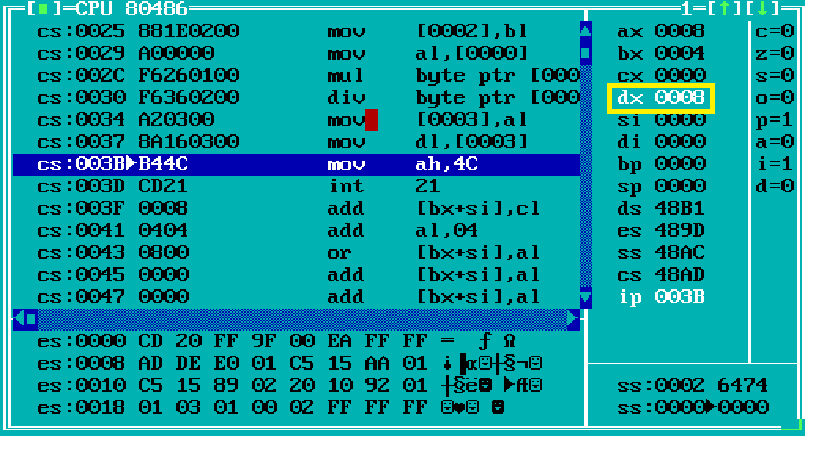 [■]=CPU 80486 1=[↑][↓]
cs:0025 881E0200 mov [0002],bl ax 0008 c=0
cs:0029 A00000 mov al,[0000] bx 0004 z=0
cs:002C F6260100 mul byte ptr [000 cx 0000 s=0
cs:0030 F6360200 div byte ptr [000 dx 0008 o=0
cs:0034 A20300 mov [0003],al si 0000 p=1
cs:0037 8A160300 mov dl,[0003] di 0000 a=0
cs:003B►B44C mov ah,4C bp 0000 i=1
cs:003D CD21 int 21 sp 0000 d=0
cs:003F 0008 add [bx+si],cl ds 48B1
cs:0041 0404 add al,04 es 489D
cs:0043 0800 or [bx+si],al ss 48AC
cs:0045 0000 add [bx+si],al cs 48AD
cs:0047 0000 add [bx+si],al ip 003B
es:0000 CD 20 FF 9F 00 EA FF FF = ƒ Ω
es:0008 AD DE E0 01 C5 15 AA 01 ¡▐α☺┼§¬☺
es:0010 C5 15 89 02 20 10 92 01 ┼§ë☻ ►Æ☺ ss:0002 6474
es:0018 01 03 01 00 02 FF FF FF ☺♥☺ ☻ ss:0000►0000